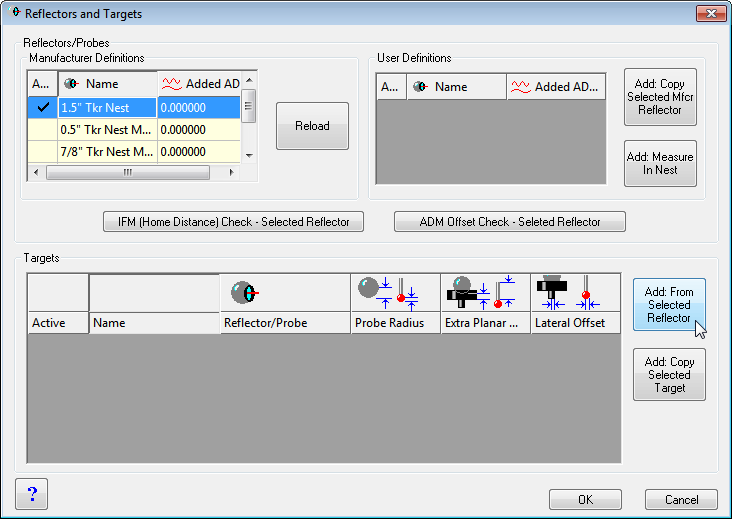 Reflectors and Targets
Reflectors/Probes
Manufacturer Definitions
A... Name Added AD
1.5" Tkr Nest 0.000000
0.5" Tkr Nest M... 0.000000
7/8" Tkr Nest M... 0.000000
Reload
User Definitions
A... Name Added AD...
Add: Copy
Selected Mfcr
Reflector
Add: Measure
In Nest
IFM (Home Distance) Check - Selected Reflector
ADM Offset Check - Seleted Reflector
Targets
Active Name Reflector/Probe Probe Radius Extra Planar ... Lateral Offset
Add: From
Selected
Reflector
Add: Copy
Selected
Target
?
OK
Cancel